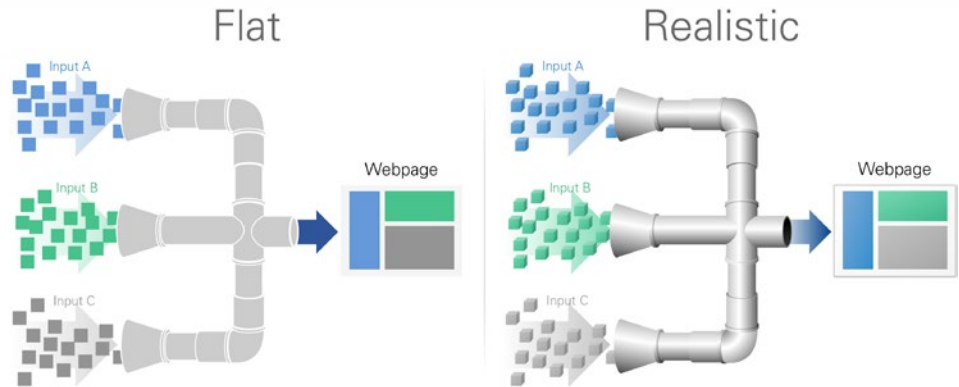 Flat
Input A
Input B
Webpage
Input C
Realistic
Input A
Input B
Webpage
Input C